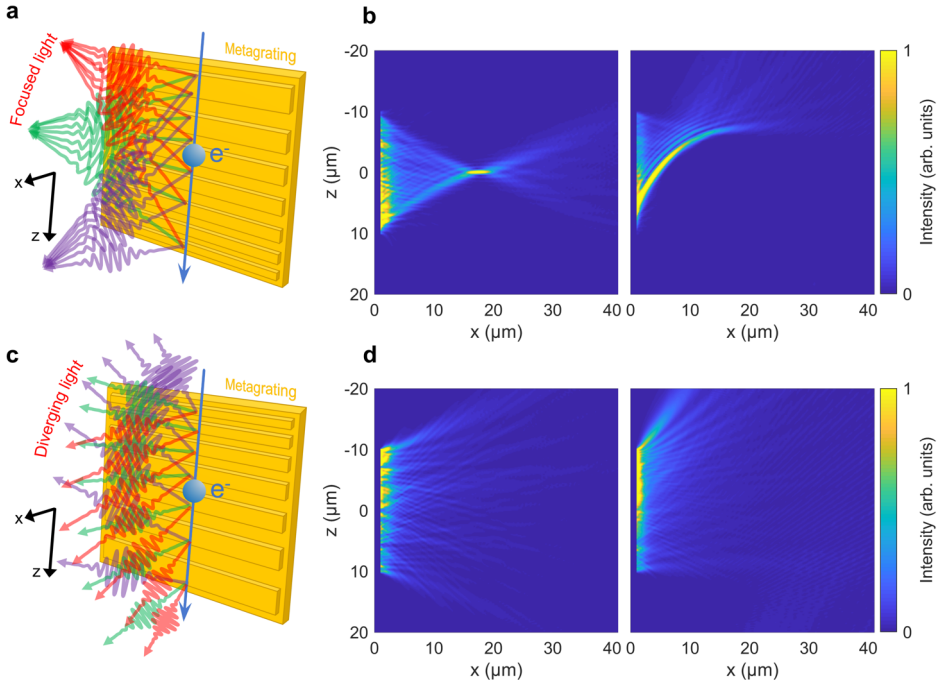 a
Metagrating
Focused light
e-
x
z
b
-20
-10
0
10
20
z (µm)
0
10
20
30
40
x (µm)
0
10
20
30
40
x (µm)
1
0
Intensity (arb. units)
c
Metagrating
Diverging light
e-
x
z
d
-20
-10
0
10
20
z (µm)
0
10
20
30
40
x (µm)
0
10
20
30
40
x (µm)
1
0
Intensity (arb. units)